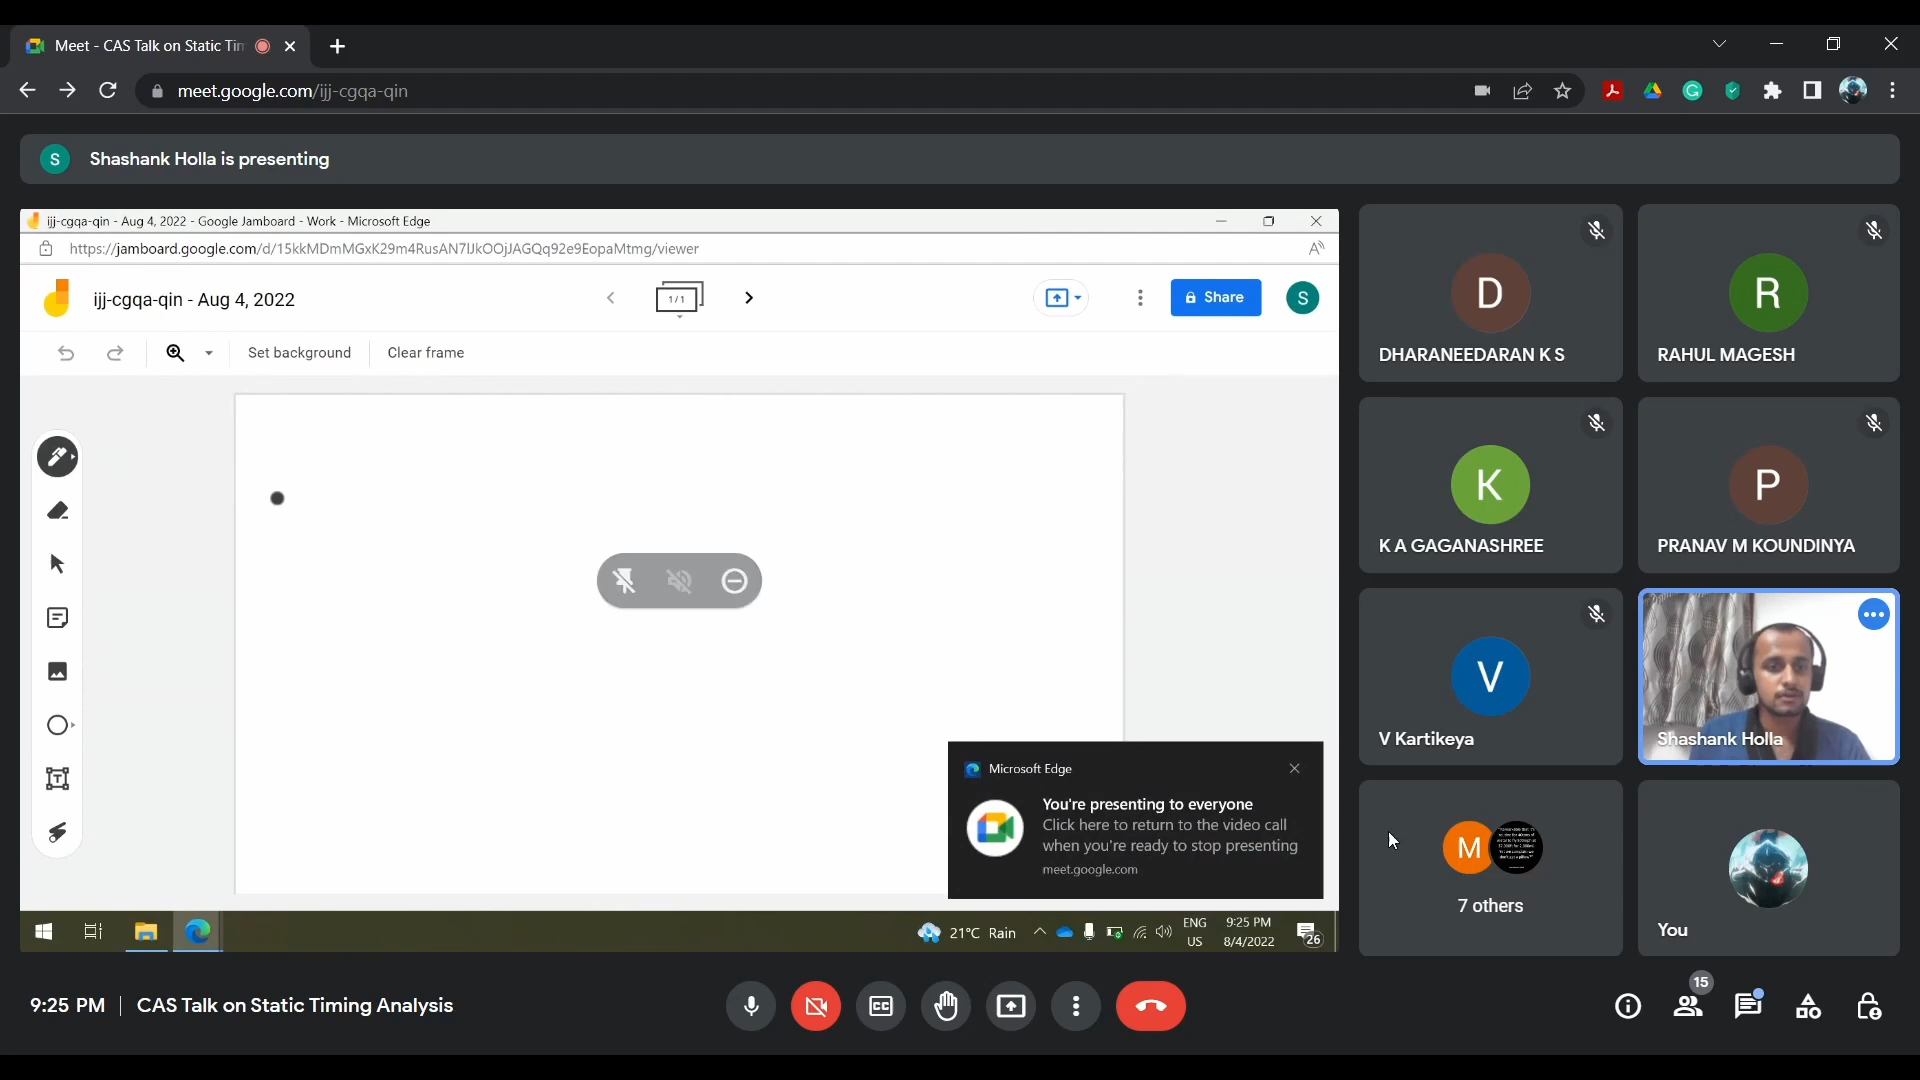 Meet - CAS Talk on Static Tim
meet.google.com/ijj-cgqa-qin
S
Shashank Holla is presenting
ijj-cgqa-qin - Aug 4, 2022 - Google Jamboard - Work - Microsoft Edge
https://jamboard.google.com/d/15kkMDmMGxK29m4RusAN7IJkOOjJAGQq92e9EopaMtmg/viewer
ijj-cgqa-qin - Aug 4, 2022
1/1
Share
S
Set background
Clear frame
Microsoft Edge
You're presenting to everyone
Click here to return to the video call
when you're ready to stop presenting
meet.google.com
21°C Rain
ENG
US
9:25 PM
8/4/2022
26
D
DHARANEEDARAN K S
R
RAHUL MAGESH
K
K A GAGANASHREE
P
PRANAV M KOUNDINYA
V
V Kartikeya
Shashank Holla
M
7 others
You
9:25 PM | CAS Talk on Static Timing Analysis
CC
15